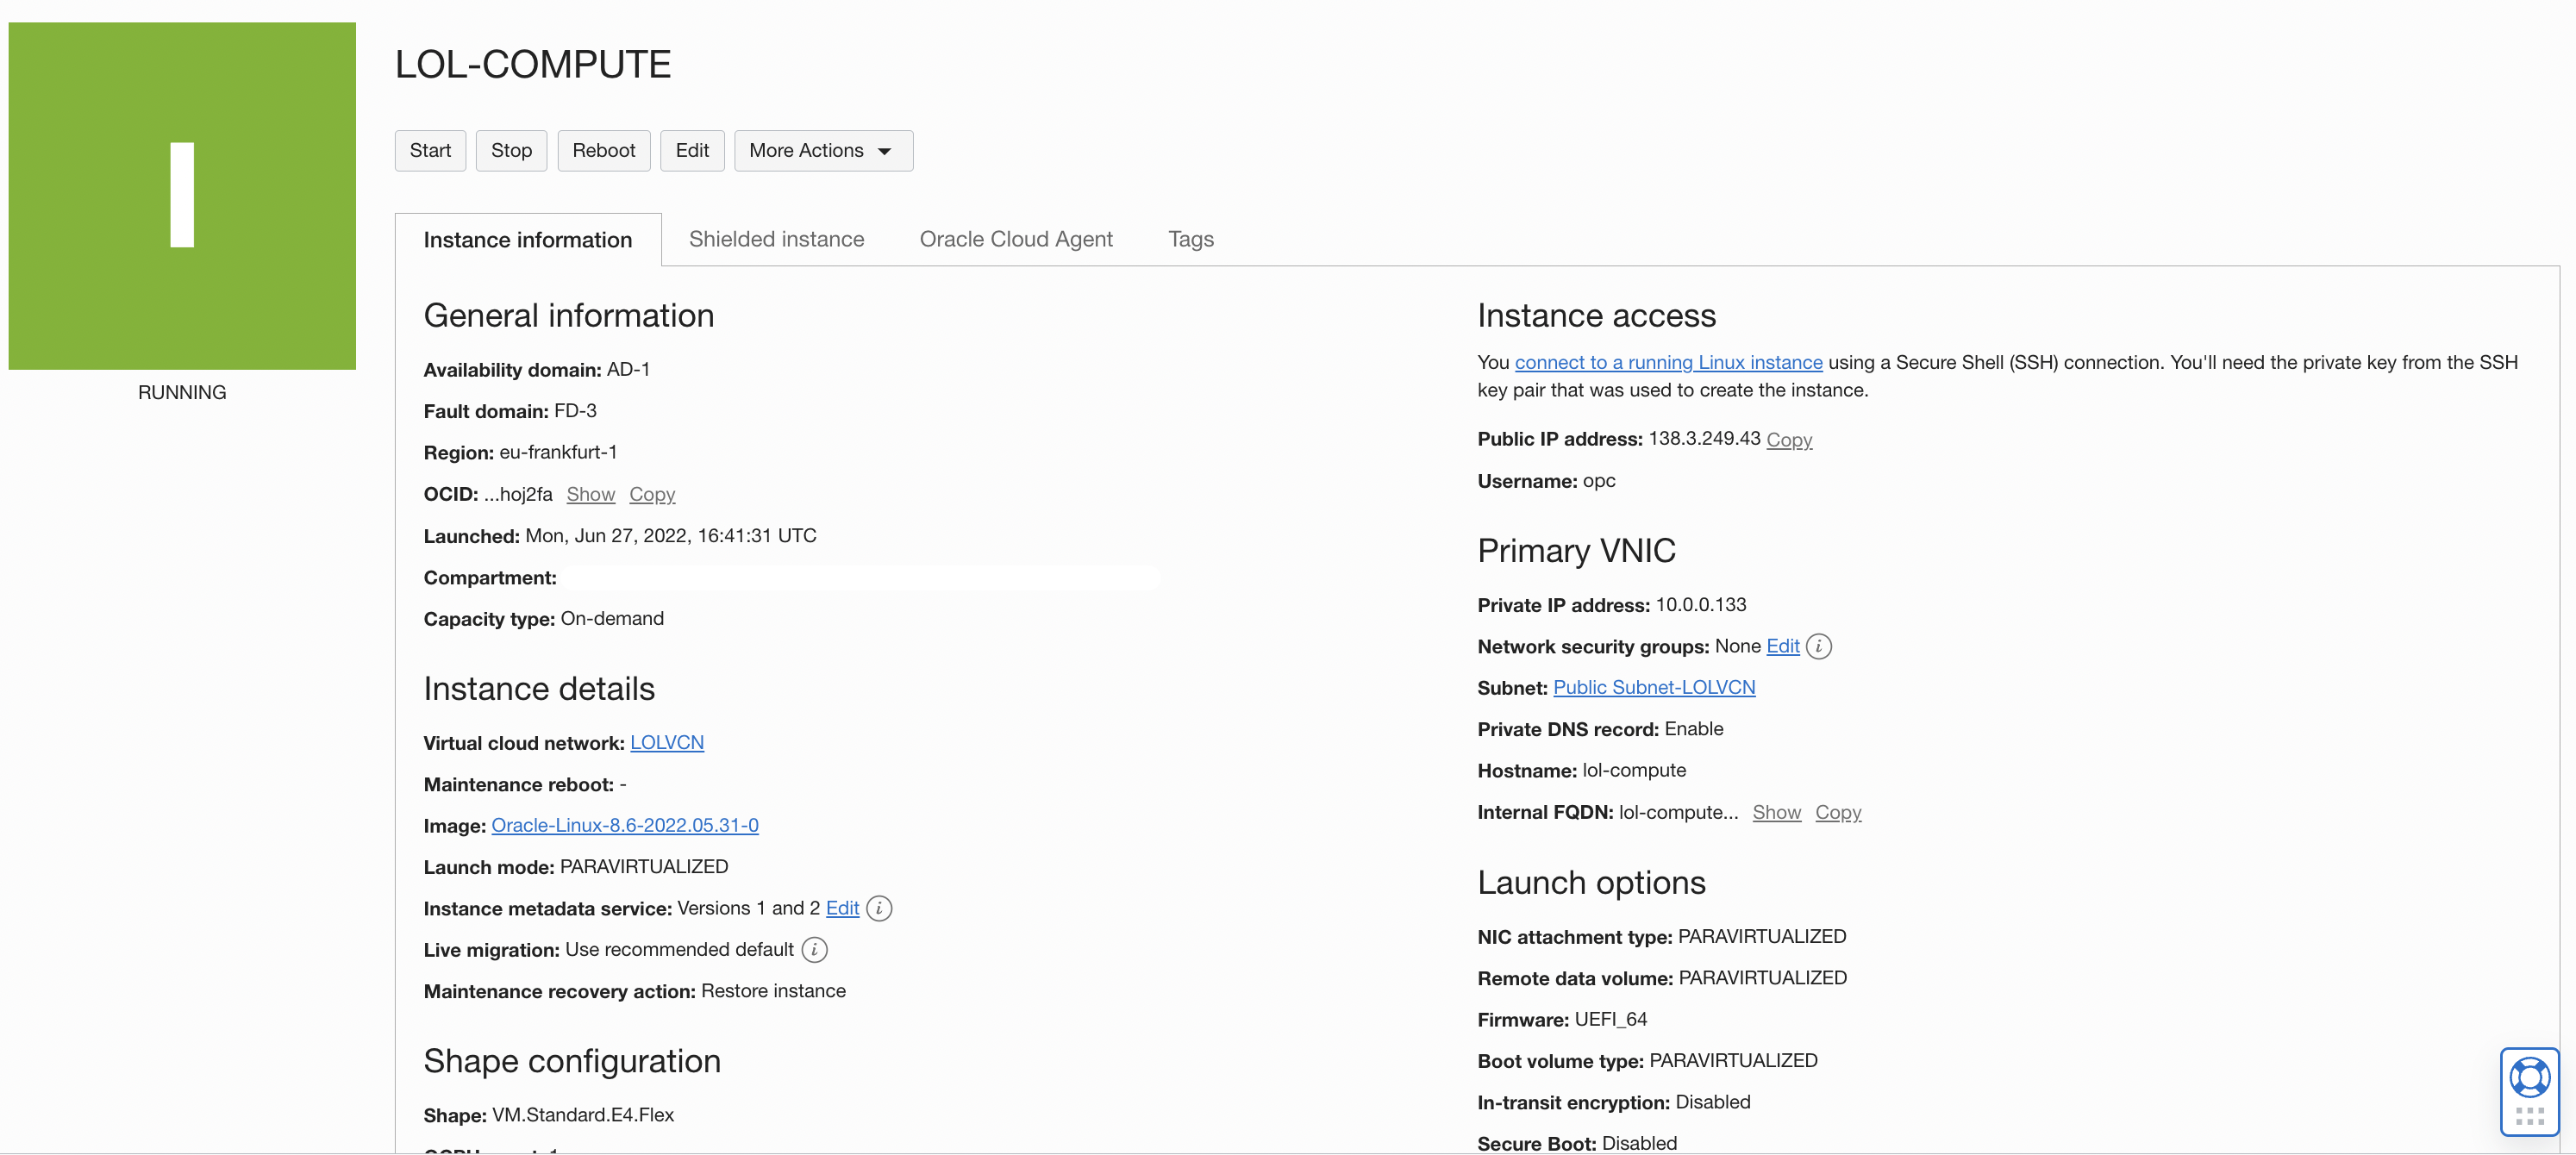 I
RUNNING
LOL-COMPUTE
Start Stop Reboot Edit More Actions
Instance information Shielded instance Oracle Cloud Agent Tags
General information
Availability domain: AD-1
Fault domain: FD-3
Region: eu-frankfurt-1
OCID: ...hoj2fa Show Copy
Launched: Mon, Jun 27, 2022, 16:41:31 UTC
Compartment:
Capacity type: On-demand
Instance details
Virtual cloud network: LOLVCN
Maintenance reboot: -
Image: Oracle-Linux-8.6-2022.05.31-0
Launch mode: PARAVIRTUALIZED
Instance metadata service: Versions 1 and 2 Edit i
Live migration: Use recommended default i
Maintenance recovery action: Restore instance
Shape configuration
Shape: VM.Standard.E4.Flex
Instance access
You connect to a running Linux instance using a Secure Shell (SSH) connection. You'll need the private key from the SSH
key pair that was used to create the instance.
Public IP address: 138.3.249.43 Copy
Username: opc
Primary VNIC
Private IP address: 10.0.0.133
Network security groups: None Edit i
Subnet: Public Subnet-LOLVCN
Private DNS record: Enable
Hostname: lol-compute
Internal FQDN: lol-compute... Show Copy
Launch options
NIC attachment type: PARAVIRTUALIZED
Remote data volume: PARAVIRTUALIZED
Firmware: UEFI_64
Boot volume type: PARAVIRTUALIZED
In-transit encryption: Disabled
Secure Boot: Disabled